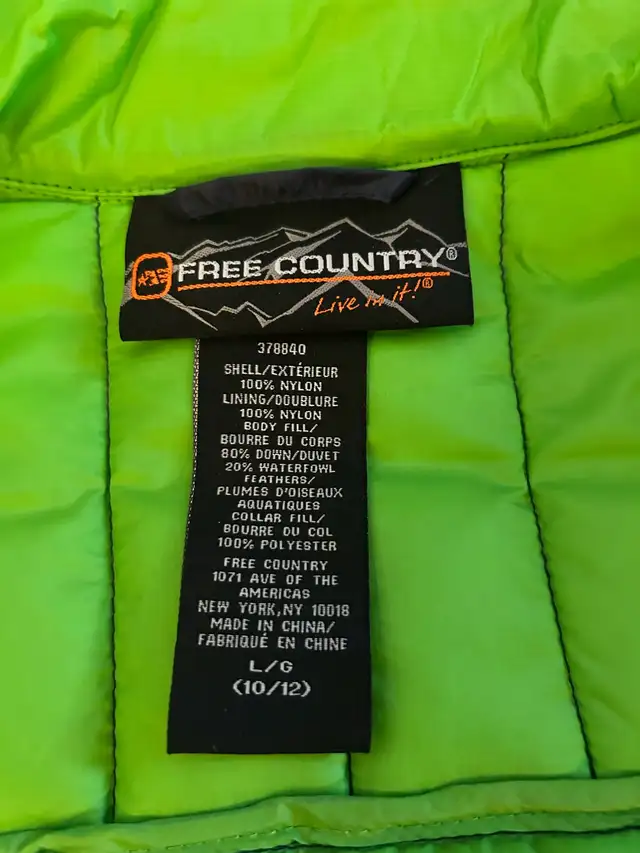 FREE COUNTRY®
Live in it!®
378840
SHELL/EXTÉRIEUR
100% NYLON
LINING/DOUBLURE
100% NYLON
BODY FILL/
BOURRE DU CORPS
80% DOWN/DUVET
20% WATERFOWL
FEATHERS/
PLUMES D'OISEAUX
AQUATIQUES
COLLAR FILL/
BOURRE DU COL
100% POLYESTER
FREE COUNTRY
1071 AVE OF THE
AMERICAS
NEW YORK,NY 10018
MADE IN CHINA/
FABRIQUÉ EN CHINE
L/G
(10/12)